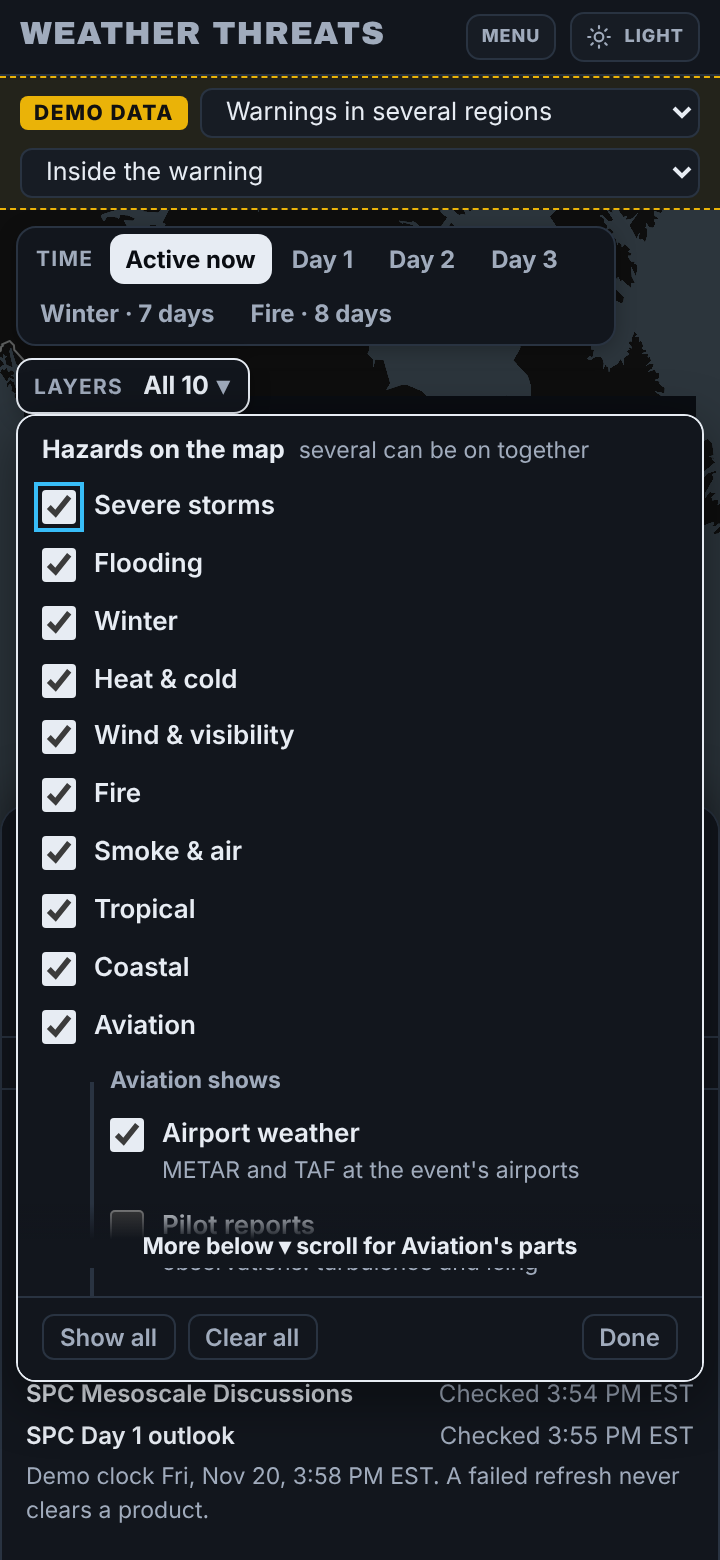 WEATHER THREATS
MENU
LIGHT
DEMO DATA
Warnings in several regions
Inside the warning
TIME Active now Day 1 Day 2 Day 3
Winter · 7 days Fire · 8 days
LAYERS All 10 ▾
Hazards on the map several can be on together
Severe storms
Flooding
Winter
Heat & cold
Wind & visibility
Fire
Smoke & air
Tropical
Coastal
Aviation
Aviation shows
Airport weather
METAR and TAF at the event's airports
Pilot reports
More below ▾ scroll for Aviation's parts
observations: turbulence and icing
Show all Clear all Done
SPC Mesoscale Discussions Checked 3:54 PM EST
SPC Day 1 outlook Checked 3:55 PM EST
Demo clock Fri, Nov 20, 3:58 PM EST. A failed refresh never
clears a product.